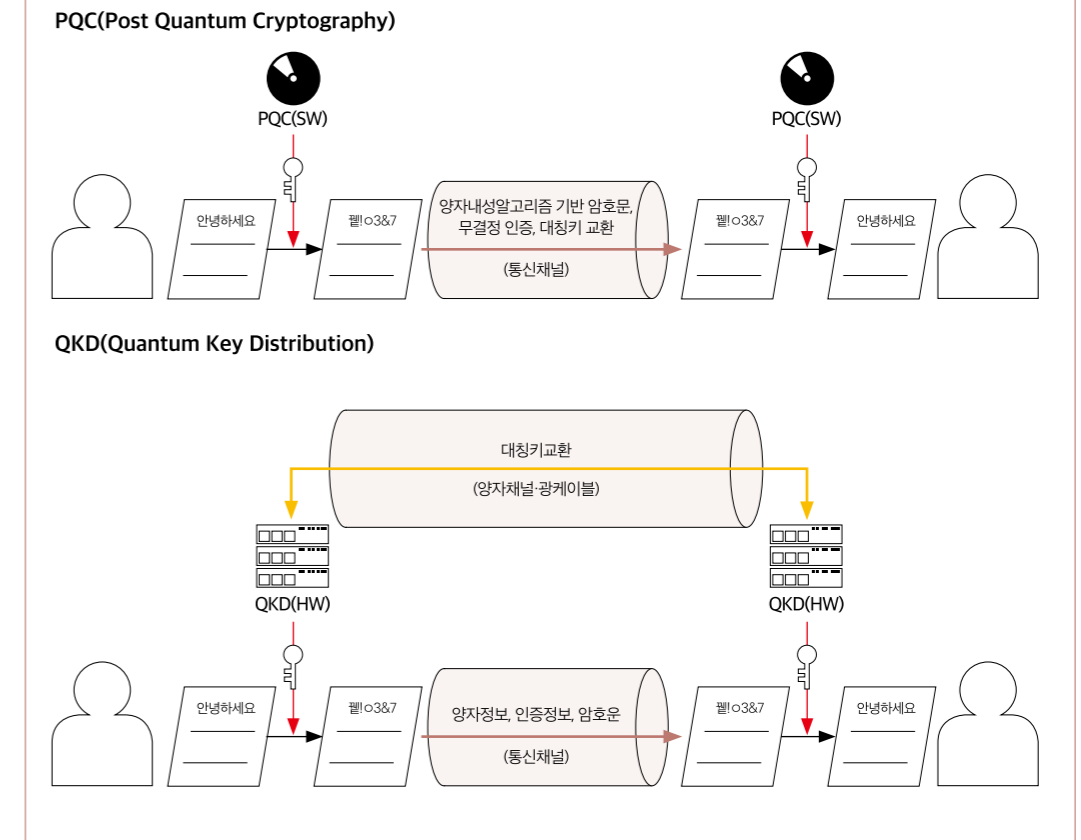 PQC(Post Quantum Cryptography)
PQC(SW)
PQC(SW)
안녕하세요
꿻!ㅇ3&7
양자내성알고리즘 기반 암호문,
무결정 인증, 대칭키 교환
(통신채널)
꿻!ㅇ3&7
안녕하세요
QKD(Quantum Key Distribution)
대칭키교환
(양자채널·광케이블)
QKD(HW)
QKD(HW)
안녕하세요
꿻!ㅇ3&7
양자정보, 인증정보, 암호운
(통신채널)
꿻!ㅇ3&7
안녕하세요